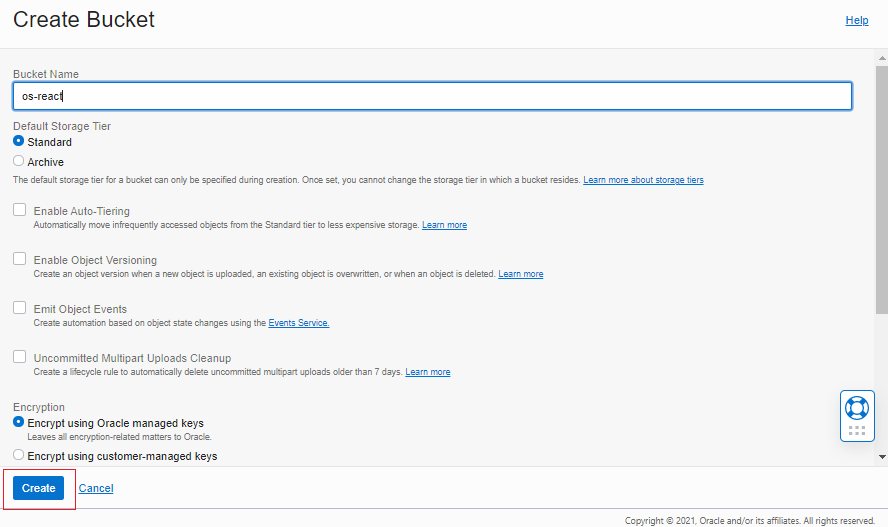 Create Bucket
Help
Bucket Name
os-react
Default Storage Tier
Standard
Archive
The default storage tier for a bucket can only be specified during creation. Once set, you cannot change the storage tier in which a bucket resides. Learn more about storage tiers
Enable Auto-Tiering
Automatically move infrequently accessed objects from the Standard tier to less expensive storage. Learn more
Enable Object Versioning
Create an object version when a new object is uploaded, an existing object is overwritten, or when an object is deleted. Learn more
Emit Object Events
Create automation based on object state changes using the Events Service.
Uncommitted Multipart Uploads Cleanup
Create a lifecycle rule to automatically delete uncommitted multipart uploads older than 7 days. Learn more
Encryption
Encrypt using Oracle managed keys
Leaves all encryption-related matters to Oracle.
Encrypt using customer-managed keys
Create Cancel
Copyright © 2021, Oracle and/or its affiliates. All rights reserved.